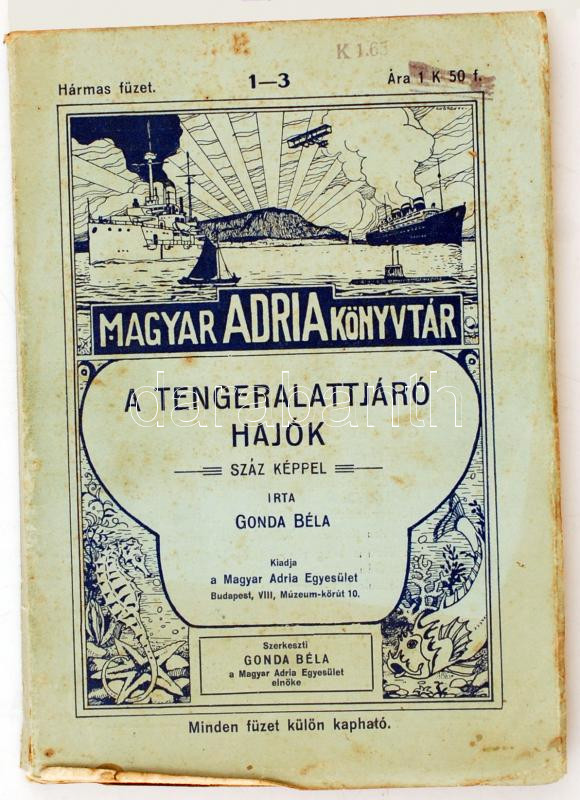 K 1.65
Hármas füzet. 1—3 Ára 1 K 50 f.
MAGYAR ADRIA KÖNYVTÁR
A TENGERALATTJÁRÓ
HAJÓK
SZÁZ KÉPPEL
IRTA
GONDA BÉLA
Kiadja
a Magyar Adria Egyesület
Budapest, VIII, Múzeum-körút 10.
Szerkeszti
GONDA BÉLA
a Magyar Adria Egyesület
elnöke
Minden füzet külön kapható.
darabanth